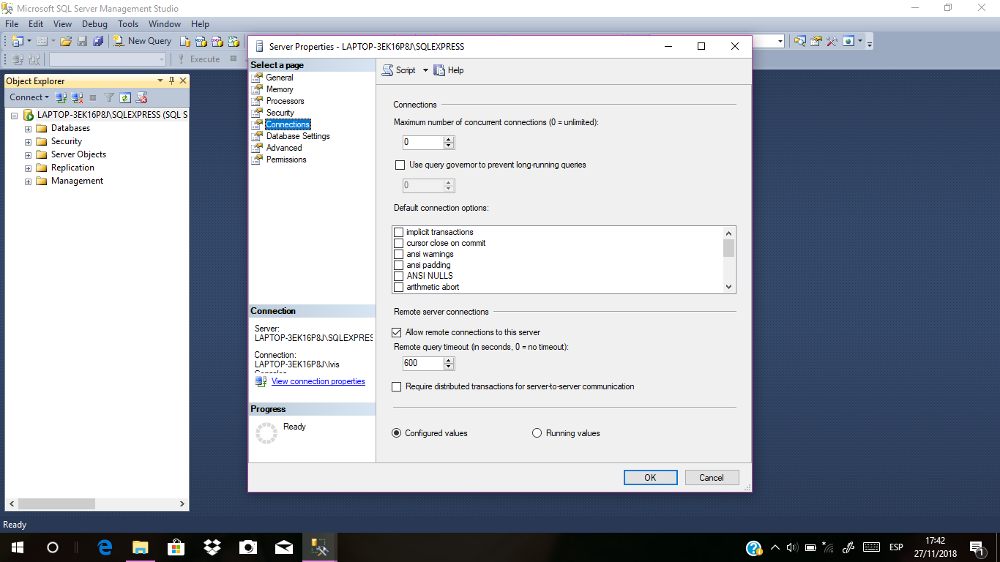 Microsoft SQL Server Management Studio
File Edit View Debug Tools Window Help
New Query
Execute
Object Explorer
Connect
LAPTOP-3EK16P8J\SQLEXPRESS (SQL S
Databases
Security
Server Objects
Replication
Management
Server Properties - LAPTOP-3EK16P8J\SQLEXPRESS
Select a page
General
Memory
Processors
Security
Connections
Database Settings
Advanced
Permissions
Connection
Server:
LAPTOP-3EK16P8J\SQLEXPRES
Connection:
LAPTOP-3EK16P8J\Ivis
View connection properties
Progress
Ready
Script Help
Connections
Maximum number of concurrent connections (0 = unlimited):
0
Use query governor to prevent long-running queries
0
Default connection options:
implicit transactions
cursor close on commit
ansi warnings
ansi padding
ANSI NULLS
arithmetic abort
Remote server connections
Allow remote connections to this server
Remote query timeout (in seconds, 0 = no timeout):
600
Require distributed transactions for server-to-server communication
Configured values Running values
OK Cancel
Ready
ESP
17:42
27/11/2018
1